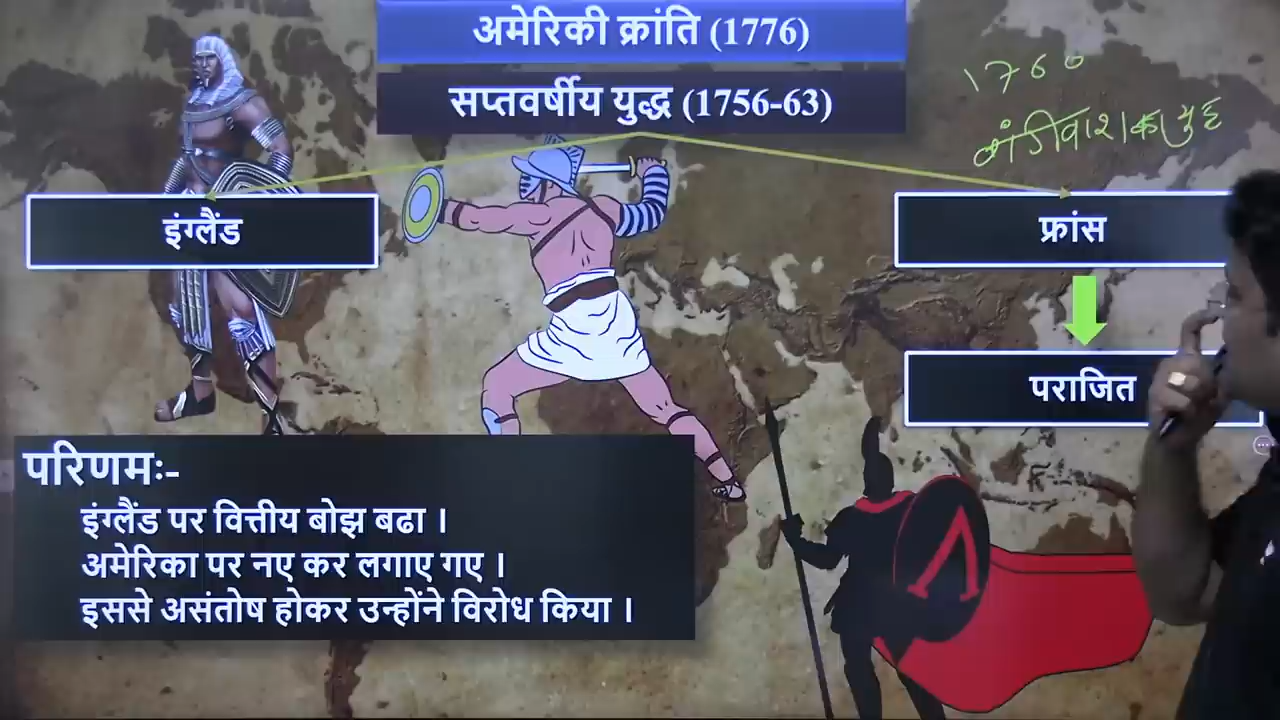 अमेरिकी क्रांति (1776)
सप्तवर्षीय युद्ध (1756-63)
1760
का युद्ध
इंग्लैंड
फ्रांस
पराजित
परिणमः-
इंग्लैंड पर वित्तीय बोझ बढा ।
अमेरिका पर नए कर लगाए गए ।
इससे असंतोष होकर उन्होंने विरोध किया ।